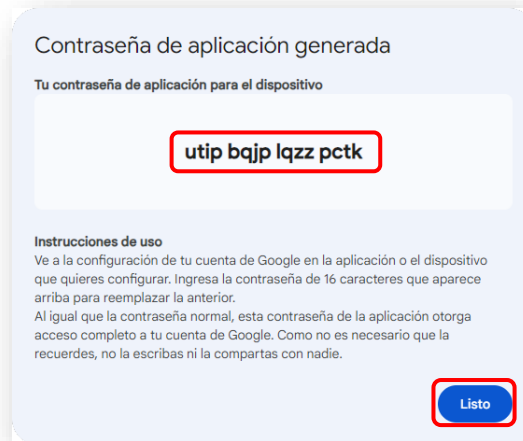 Contraseña de aplicación generada
Tu contraseña de aplicación para el dispositivo
utip bqjp lqzz pctk
Instrucciones de uso
Ve a la configuración de tu cuenta de Google en la aplicación o el dispositivo
que quieres configurar. Ingresa la contraseña de 16 caracteres que aparece
arriba para reemplazar la anterior.
Al igual que la contraseña normal, esta contraseña de la aplicación otorga
acceso completo a tu cuenta de Google. Como no es necesario que la
recuerdes, no la escribas ni la compartas con nadie.
Listo